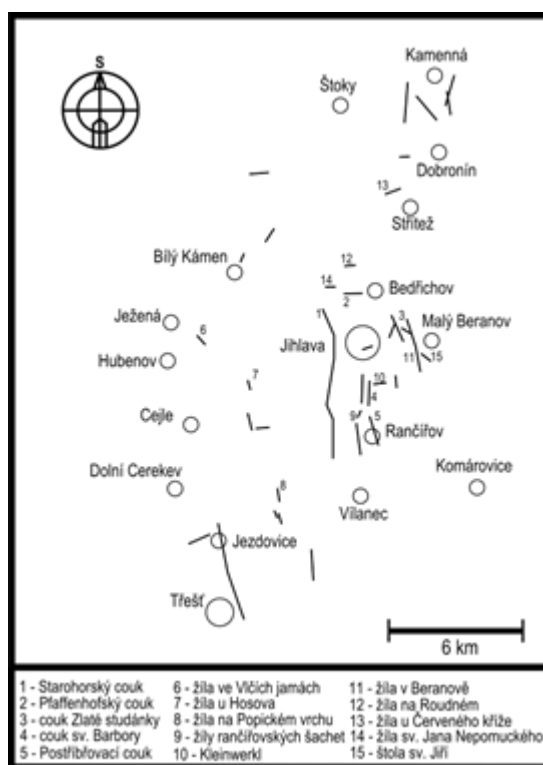 S
Kamenná
Štoky
Dobronín
13
Střítež
Bílý Kámen
12
14
2
Bedřichov
1
3
Ježená
6
Jihlava
Malý Beranov
11
15
Hubenov
7
10
4
Cejle
9
5
Rančířov
Dolní Cerekev
8
Komárovice
Vílanec
Jezdovice
Třešť
6 km
1 - Starohorský couk
2 - Pfaffenhofský couk
3 - couk Zlaté studánky
4 - couk sv. Barbory
5 - Postříbřovací couk
6 - žíla ve Vlčích jamách
7 - žíla u Hosova
8 - žíla na Popickém vrchu
9 - žíly rančířovských šachet
10 - Kleinwerkl
11 - žíla v Beranově
12 - žíla na Roudném
13 - žíla u Červeného kříže
14 - žíla sv. Jana Nepomuckého
15 - štola sv. Jiří